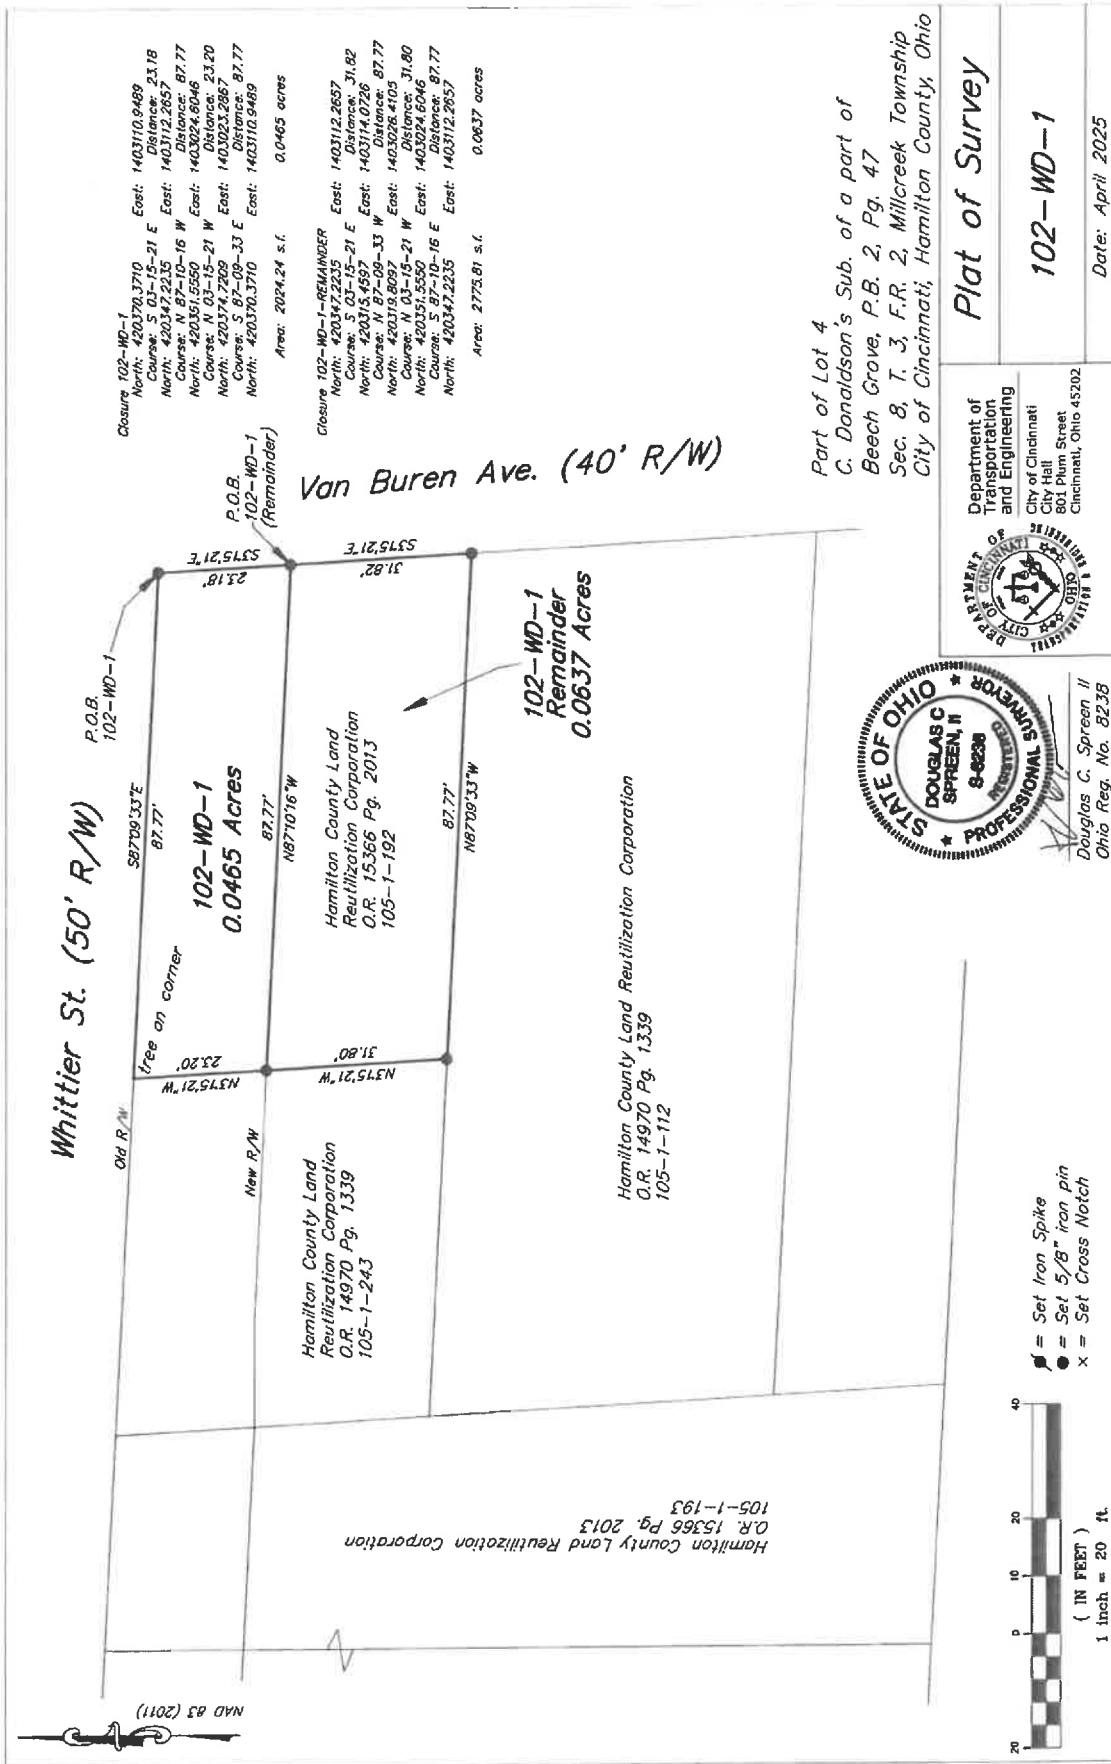 Whittier St. (50' R/W)
Old R/W
New R/W
tree on corner
P.O.B.
102-WD-1
S87°09'33"E
87.77'
102-WD-1
0.0465 Acres
87.77'
N87°10'16"W
N3°15'21"W
23.20'
S3°15'21"E
23.18'
P.O.B.
102-WD-1
(Remainder)
Van Buren Ave. (40' R/W)
Hamilton County Land
Reutilization Corporation
O.R. 15366 Pg. 2013
105-1-192
N3°15'21"W
31.80'
S3°15'21"E
31.82'
87.77'
N87°09'33"W
102-WD-1
Remainder
0.0637 Acres
Hamilton County Land
Reutilization Corporation
O.R. 14970 Pg. 1339
105-1-243
Hamilton County Land Reutilization Corporation
O.R. 14970 Pg. 1339
105-1-112
Hamilton County Land Reutilization Corporation
O.R. 15366 Pg. 2013
105-1-193
NAD 83 (2011)
Closure 102-WD-1
North: 420370.3710 East: 1403110.9489
Course: S 03-15-21 E Distance: 23.18
North: 420347.2235 East: 1403112.2657
Course: N 87-10-16 W Distance: 87.77
North: 420351.5550 East: 1403024.6046
Course: N 03-15-21 W Distance: 23.20
North: 420374.7209 East: 1403023.2867
Course: S 87-09-33 E Distance: 87.77
North: 420370.3710 East: 1403110.9489
Area: 2024.24 s.f. 0.0465 acres
Closure 102-WD-1-REMAINDER
North: 420347.2235 East: 1403112.2657
Course: S 03-15-21 E Distance: 31.82
North: 420315.4597 East: 1403114.0726
Course: N 87-09-33 W Distance: 87.77
North: 420319.8097 East: 1403026.4105
Course: N 03-15-21 W Distance: 31.80
North: 420351.5550 East: 1403024.6046
Course: S 87-10-16 E Distance: 87.77
North: 420347.2235 East: 1403112.2657
Area: 2775.81 s.f. 0.0637 acres
Part of Lot 4
C. Donaldson's Sub. of a part of
Beech Grove, P.B. 2, Pg. 47
Sec. 8, T. 3, F.R. 2, Millcreek Township
City of Cincinnati, Hamilton County, Ohio
20 0 10 20 40
( IN FEET )
1 inch = 20 ft.
= Set Iron Spike
● = Set 5/8" iron pin
x = Set Cross Notch
STATE OF OHIO
DOUGLAS C
SPREEN, II
S-8238
REGISTERED
PROFESSIONAL SURVEYOR
Douglas C. Spreen II
Ohio Reg. No. 8238
DEPARTMENT OF
CITY OF CINCINNATI
OHIO
Department of
Transportation
and Engineering
City of Cincinnati
City Hall
801 Plum Street
Cincinnati, Ohio 45202
Plat of Survey
102-WD-1
Date: April 2025